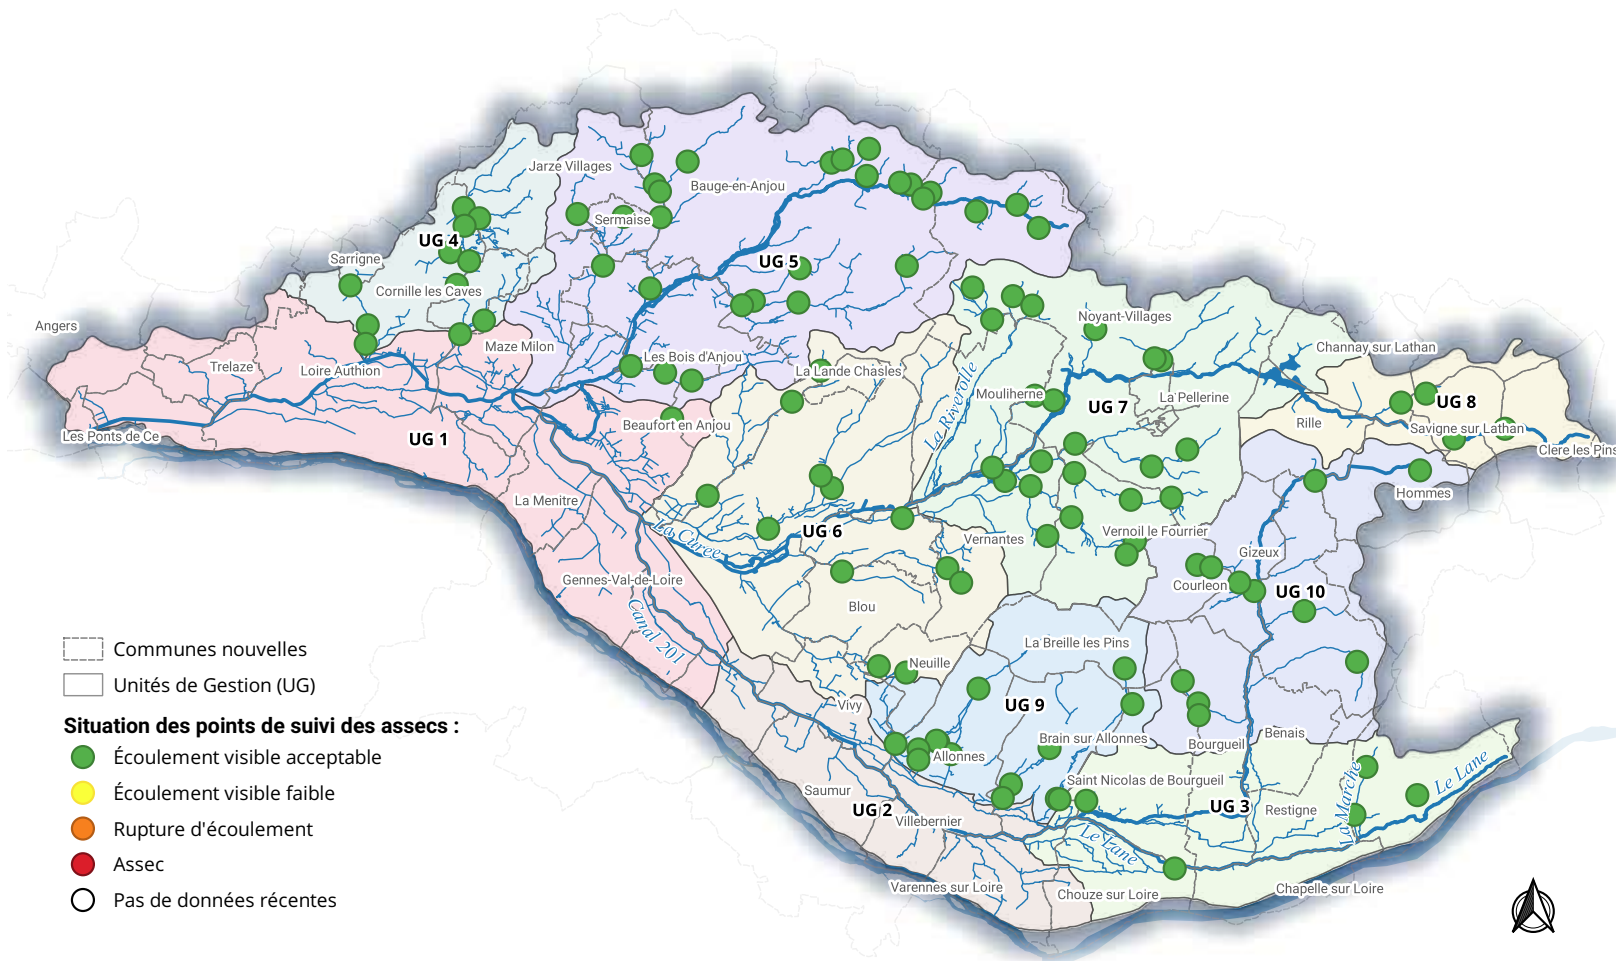 Jarze Villages
Bauge-en-Anjou
Sermaise
UG 4
Sarrigne
UG 5
Cornille les Caves
Angers
Noyant-Villages
Maze Milon
Channay sur Lathan
Les Bois d'Anjou
Trelaze
Loire Authion
La Lande Chasles
La Riverolle
Mouliherne
La Pellerine
UG 7
UG 8
Beaufort en Anjou
Rille
Savigne sur Lathan
Les Ponts de Ce
UG 1
Clere les Pins
Hommes
La Menitre
La Curee
UG 6
Vernantes
Vernoil le Fourrier
Gizeux
Gennes-Val-de-Loire
Courleon
UG 10
Blou
Canal 201
La Breille les Pins
Neuille
Vivy
UG 9
Brain sur Allonnes
Benais
Bourgueil
Allonnes
Saint Nicolas de Bourgueil
Le Lane
Saumur
UG 2
UG 3
Restigne
La Marche
Villebernier
Le Lane
Varennes sur Loire
Chouze sur Loire
Chapelle sur Loire
Communes nouvelles
Unités de Gestion (UG)
Situation des points de suivi des assecs :
Écoulement visible acceptable
Écoulement visible faible
Rupture d'écoulement
Assec
Pas de données récentes